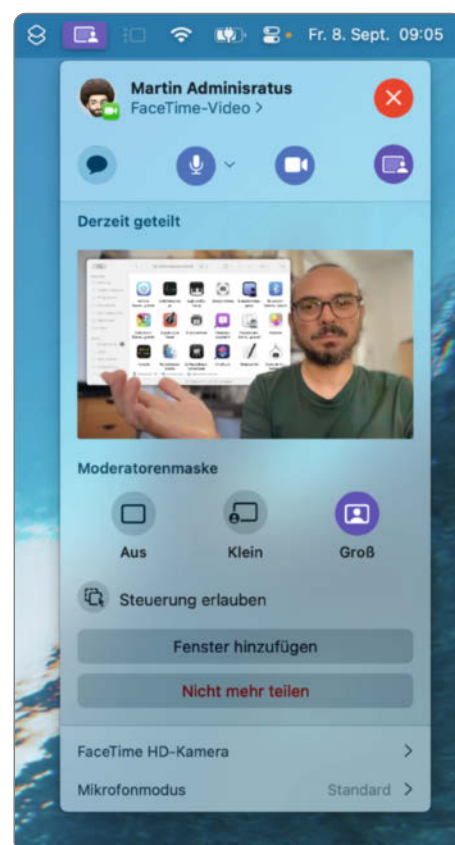 Fr. 8. Sept. 09:05
Martin Adminisratus
FaceTime-Video >
Derzeit geteilt
Moderatorenmaske
Aus
Klein
Groß
Steuerung erlauben
Fenster hinzufügen
Nicht mehr teilen
FaceTime HD-Kamera >
Mikrofonmodus Standard >